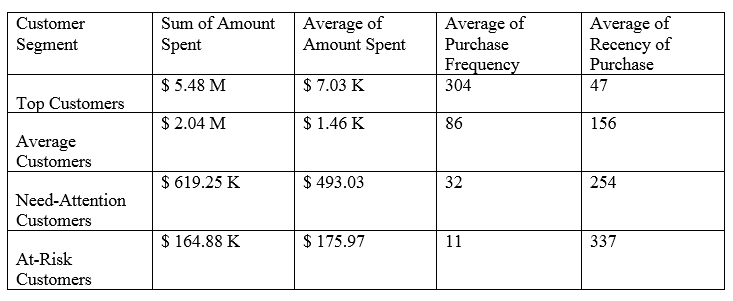 Customer Segment
Sum of Amount Spent
Average of Amount Spent
Average of Purchase Frequency
Average of Recency of Purchase
Top Customers
$ 5.48 M
$ 7.03 K
304
47
Average Customers
$ 2.04 M
$ 1.46 K
86
156
Need-Attention Customers
$ 619.25 K
$ 493.03
32
254
At-Risk Customers
$ 164.88 K
$ 175.97
11
337